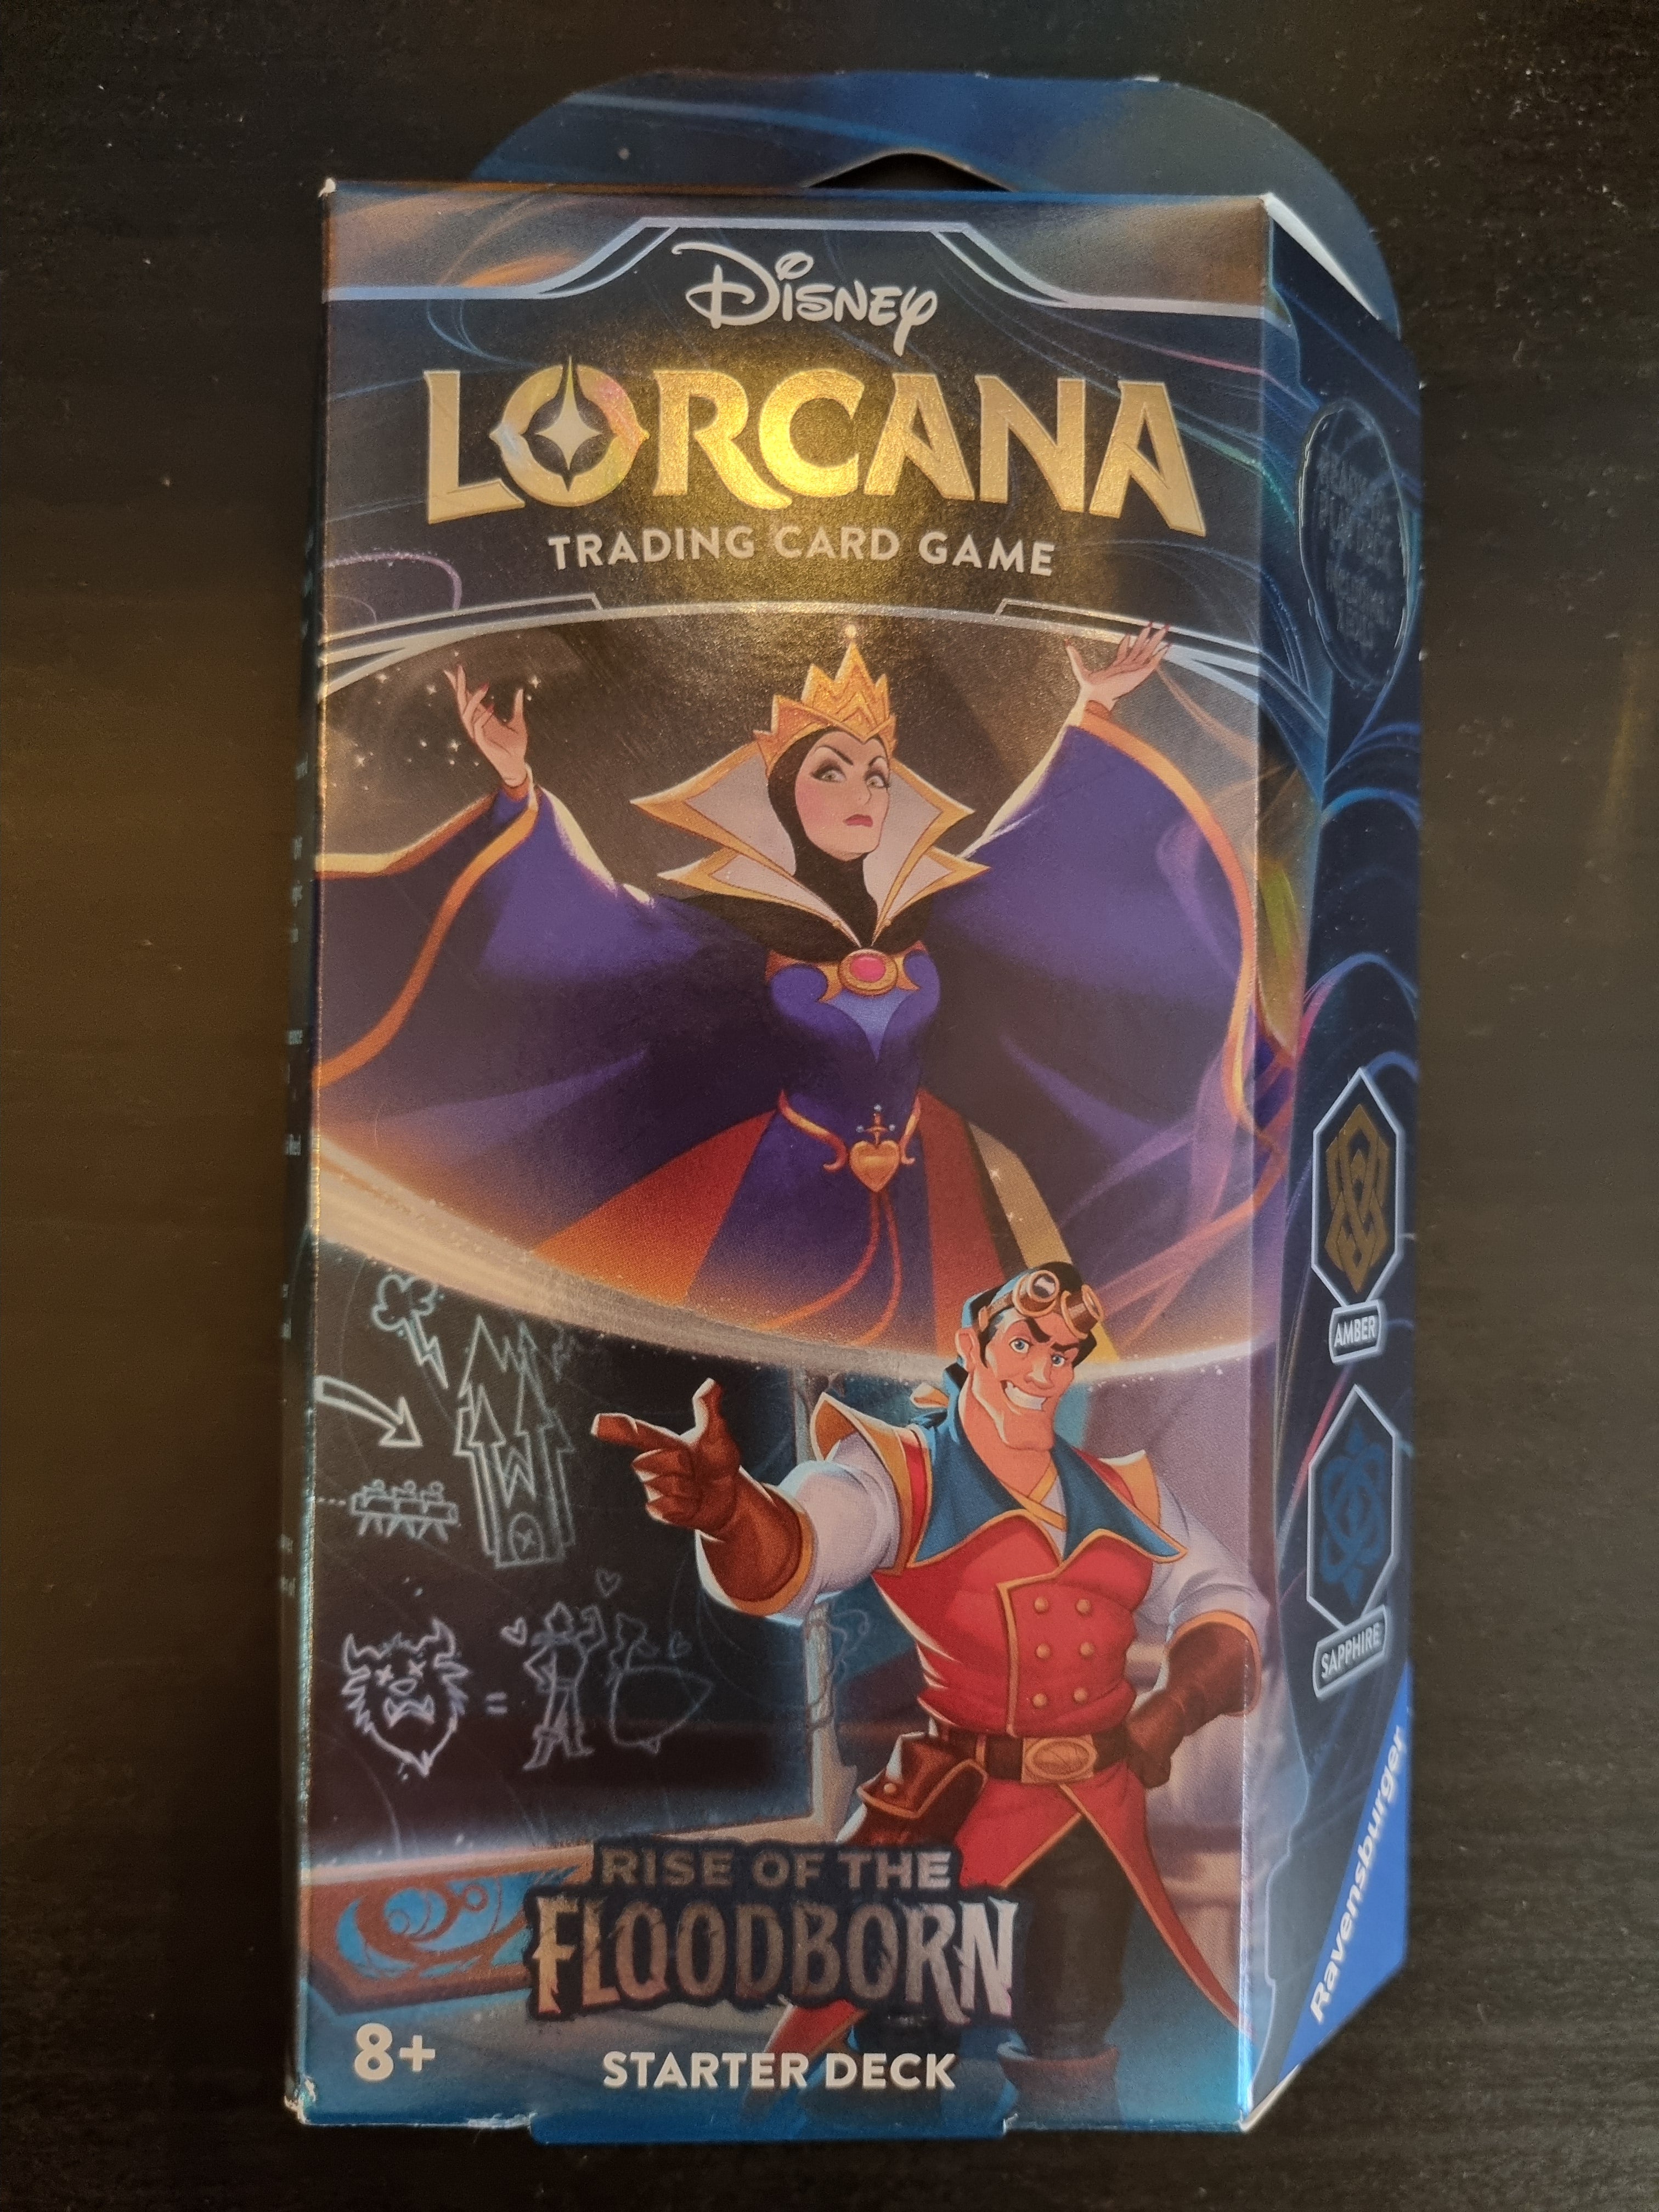 Disney
LORCANA
TRADING CARD GAME
AMBER
SAPPHIRE
Ravensburger
RISE OF THE
FLOODBORN
8+
STARTER DECK